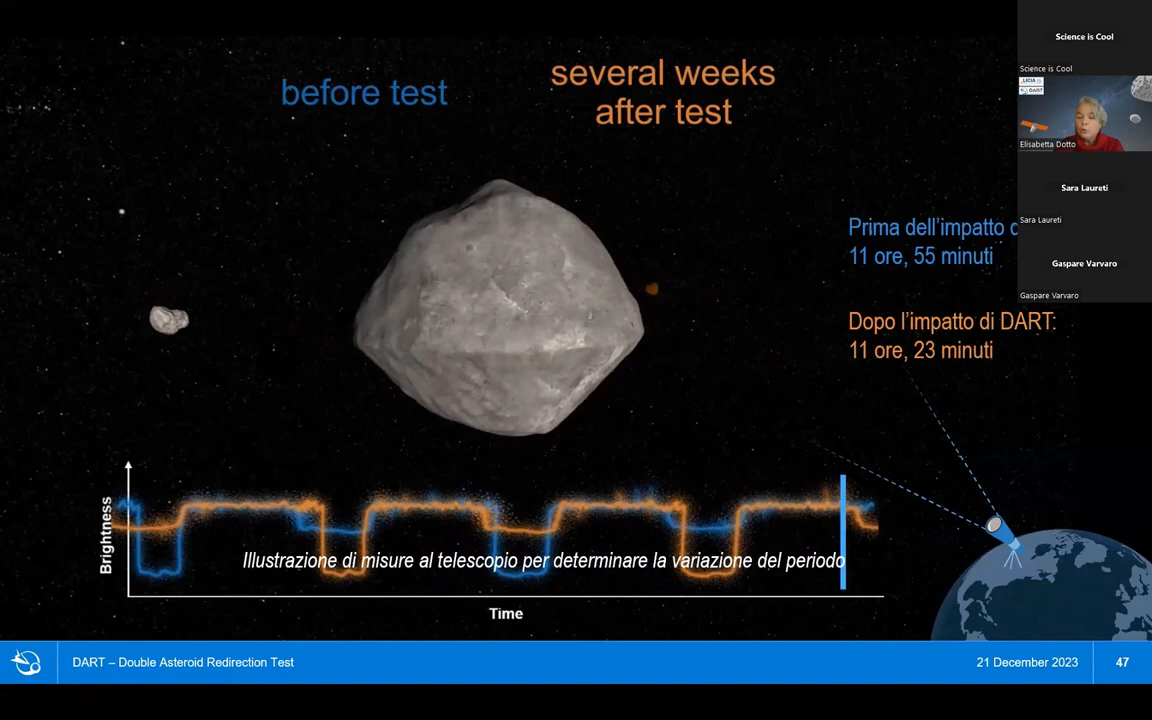 before test
several weeks
after test
Prima dell'impatto d
11 ore, 55 minuti
Dopo l'impatto di DART:
11 ore, 23 minuti
Brightness
Illustrazione di misure al telescopio per determinare la variazione del periodo
Time
DART – Double Asteroid Redirection Test
21 December 2023
47
Science is Cool
Science is Cool
LICIA
DART
Elisabetta Dotto
Sara Laureti
Sara Laureti
Gaspare Varvaro
Gaspare Varvaro